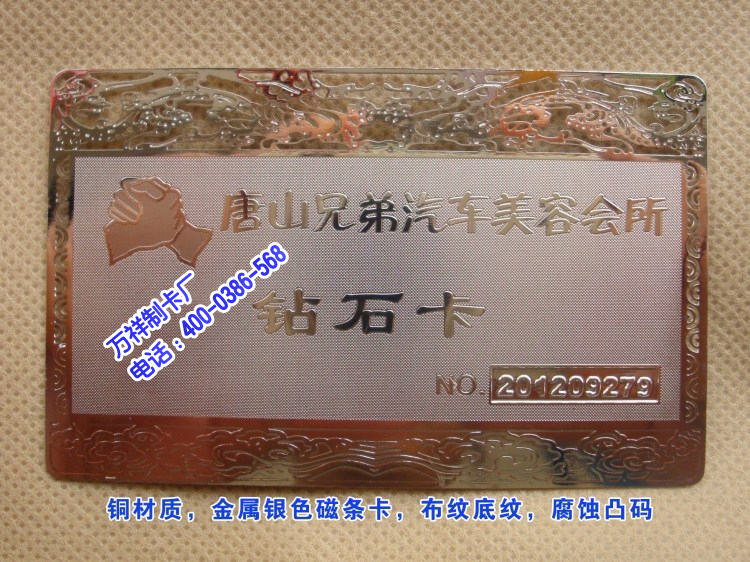 唐山兄弟汽车美容会所
万祥制卡厂
电话：400-0386-568
钻石卡
NO. 201209279
铜材质，金属银色磁条卡，布纹底纹，腐蚀凸码